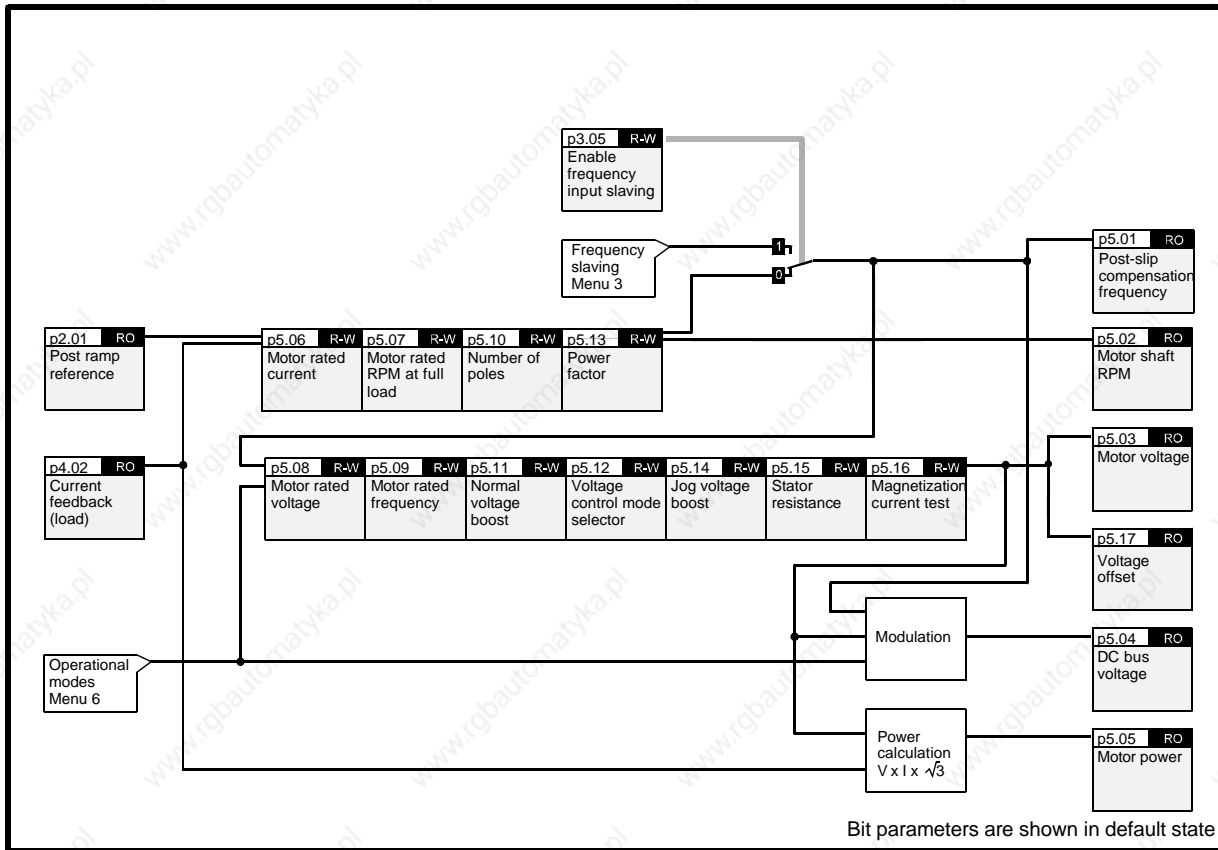 p3.05 R-W
Enable
frequency
input slaving
Frequency
slaving
Menu 3
1
0
p5.01 RO
Post-slip
compensation
frequency
p2.01 RO
Post ramp
reference
p5.06 R-W
Motor rated
current
p5.07 R-W
Motor rated
RPM at full
load
p5.10 R-W
Number of
poles
p5.13 R-W
Power
factor
p5.02 RO
Motor shaft
RPM
p4.02 RO
Current
feedback
(load)
p5.08 R-W
Motor rated
voltage
p5.09 R-W
Motor rated
frequency
p5.11 R-W
Normal
voltage
boost
p5.12 R-W
Voltage
control mode
selector
p5.14 R-W
Jog voltage
boost
p5.15 R-W
Stator
resistance
p5.16 R-W
Magnetization
current test
p5.03 RO
Motor voltage
p5.17 RO
Voltage
offset
Operational
modes
Menu 6
Modulation
p5.04 RO
DC bus
voltage
Power
calculation
V x I x √3
p5.05 RO
Motor power
Bit parameters are shown in default state
www.rgbautomatyka.pl